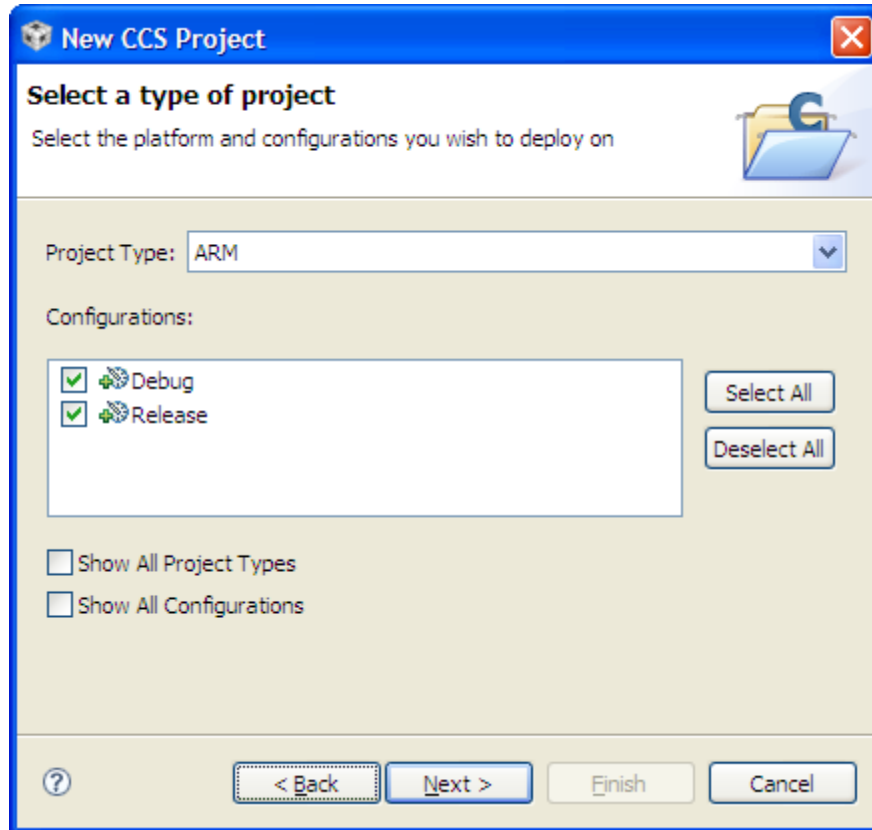 New CCS Project
Select a type of project
Select the platform and configurations you wish to deploy on
Project Type: ARM
Configurations:
Debug
Release
Select All
Deselect All
Show All Project Types
Show All Configurations
< Back Next > Finish Cancel